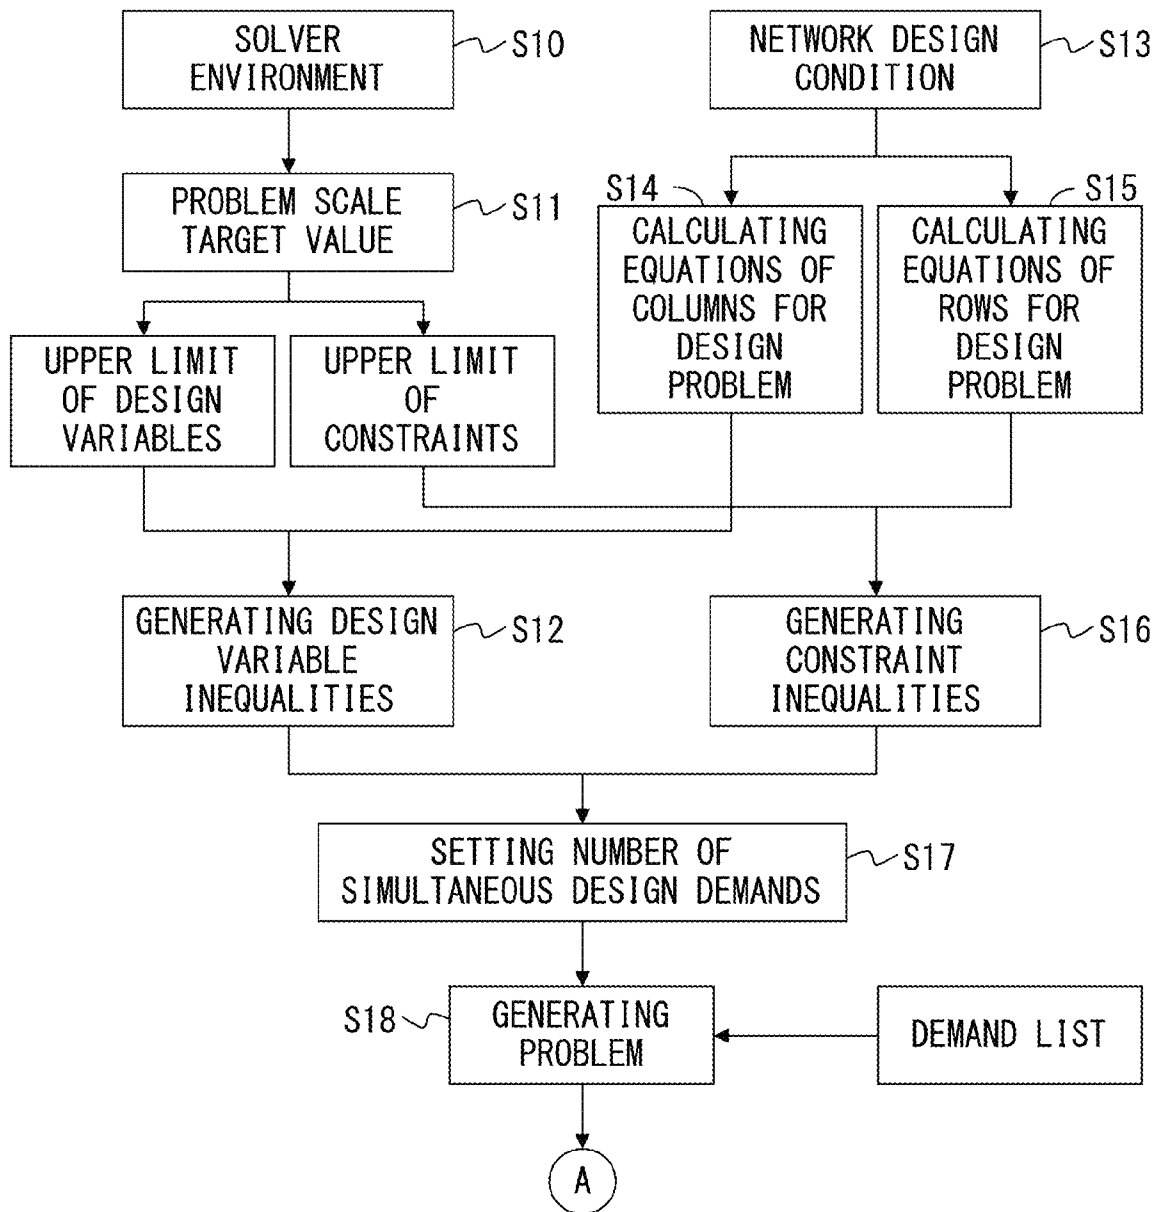 SOLVER
ENVIRONMENT
S10
NETWORK DESIGN
CONDITION
S13
PROBLEM SCALE
TARGET VALUE
S11
S14
CALCULATING
EQUATIONS OF
COLUMNS FOR
DESIGN
PROBLEM
S15
CALCULATING
EQUATIONS OF
ROWS FOR
DESIGN
PROBLEM
UPPER LIMIT
OF DESIGN
VARIABLES
UPPER LIMIT
OF
CONSTRAINTS
GENERATING DESIGN
VARIABLE
INEQUALITIES
S12
GENERATING
CONSTRAINT
INEQUALITIES
S16
SETTING NUMBER OF
SIMULTANEOUS DESIGN DEMANDS
S17
S18
GENERATING
PROBLEM
DEMAND LIST
A